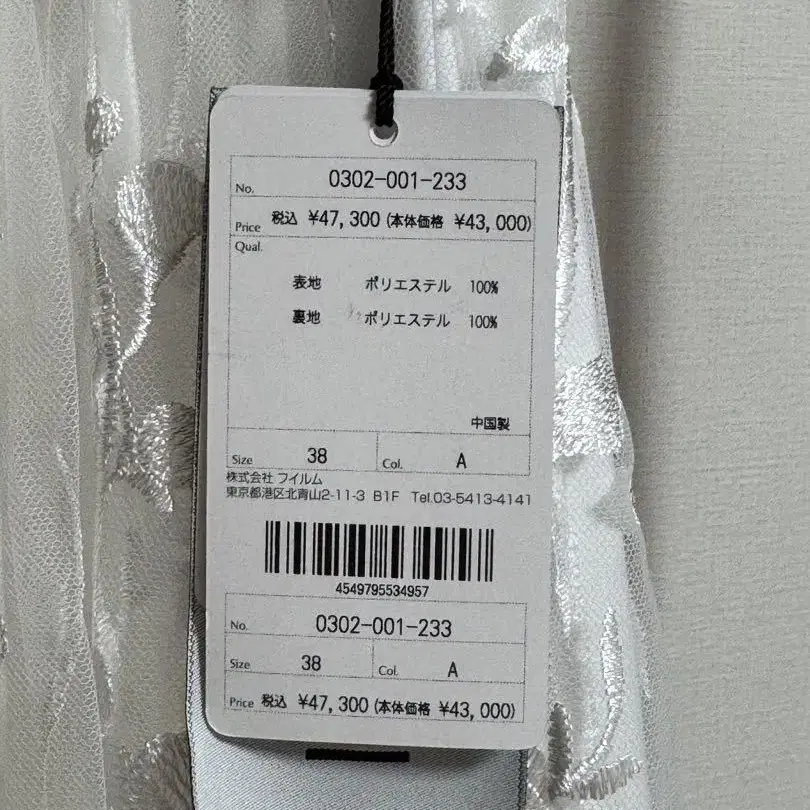 No. 0302-001-233
Price 税込 ¥47,300 (本体価格 ¥43,000)
Qual.
表地 ポリエステル 100%
裏地 ポリエステル 100%
中国製
Size 38 Col. A
株式会社 フイルム
東京都港区北青山2-11-3 B1F Tel.03-5413-4141
4549795534957
No. 0302-001-233
Size 38 Col. A
Price 税込 ¥47,300 (本体価格 ¥43,000)